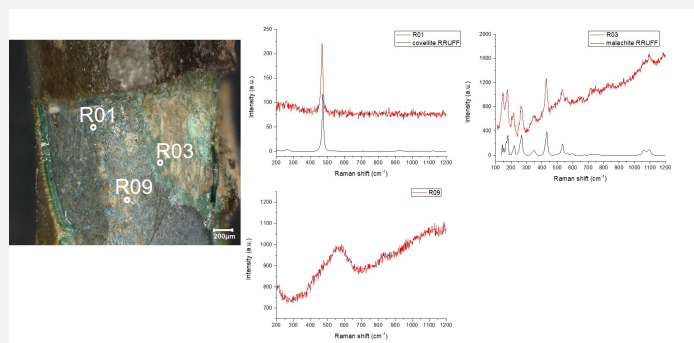 R01
R03
R09
200µm
R01
covellite RRUFF
Intensity (a.u.)
250
200
150
100
50
0
200 300 400 500 600 700 800 900 1000 1100 1200
Raman shift (cm⁻¹)
R03
malachite RRUFF
Intensity (a.u.)
2000
1600
1200
800
400
0
100 200 300 400 500 600 700 800 900 1000 1100 1200
Raman shift (cm⁻¹)
R09
Intensity (a.u.)
1200
1100
1000
900
800
700
200 300 400 500 600 700 800 900 1000 1100 1200
Raman shift (cm⁻¹)